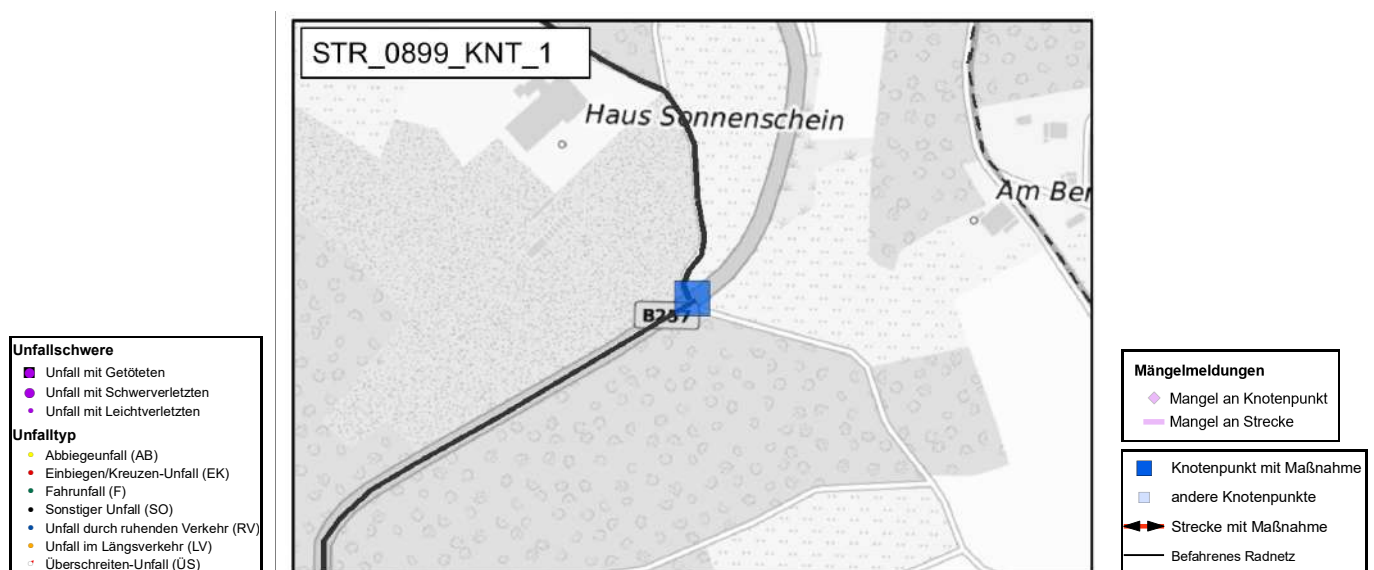 STR_0899_KNT_1
Haus Sonnenschein
Am Ber
B257
Unfallschwere
Unfall mit Getöteten
Unfall mit Schwerverletzten
Unfall mit Leichtverletzten
Unfalltyp
Abbiegeunfall (AB)
Einbiegen/Kreuzen-Unfall (EK)
Fahrunfall (F)
Sonstiger Unfall (SO)
Unfall durch ruhenden Verkehr (RV)
Unfall im Längsverkehr (LV)
Überschreiten-Unfall (ÜS)
Mängelmeldungen
Mangel an Knotenpunkt
Mangel an Strecke
Knotenpunkt mit Maßnahme
andere Knotenpunkte
Strecke mit Maßnahme
Befahrenes Radnetz